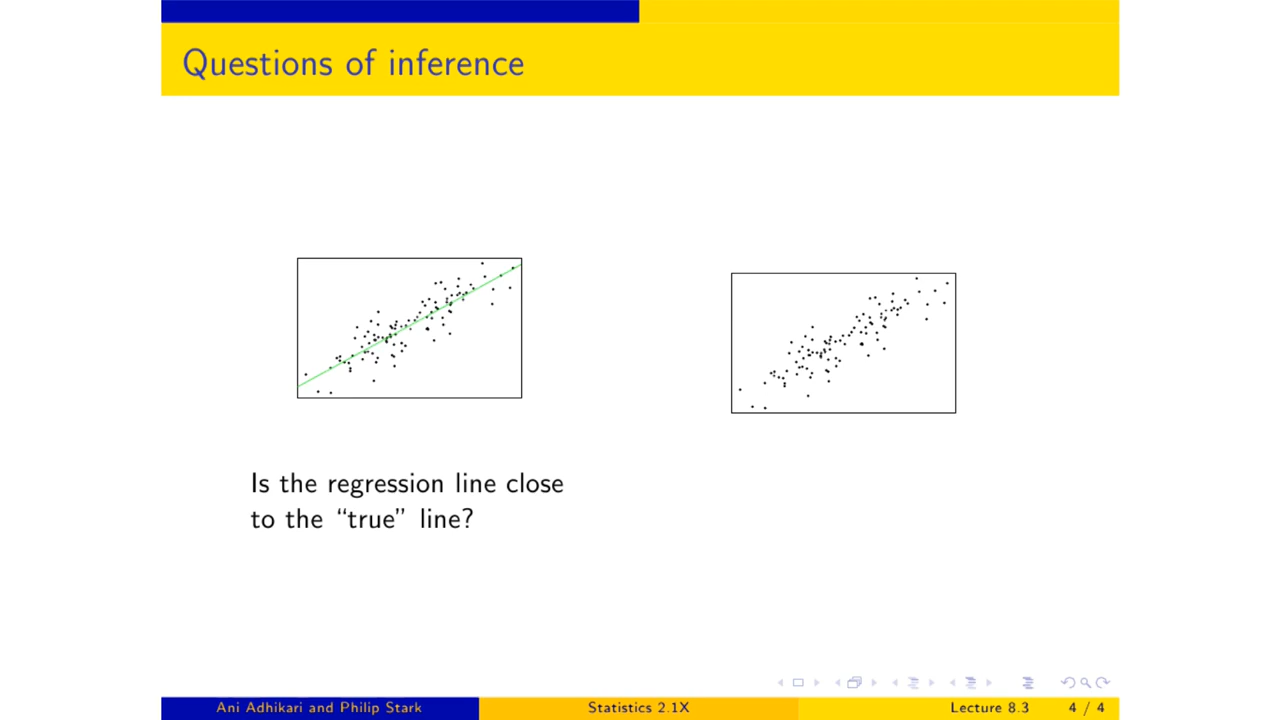 Questions of inference
Is the regression line close
to the “true” line?
Ani Adhikari and Philip Stark
Statistics 2.1X
Lecture 8.3
4 / 4